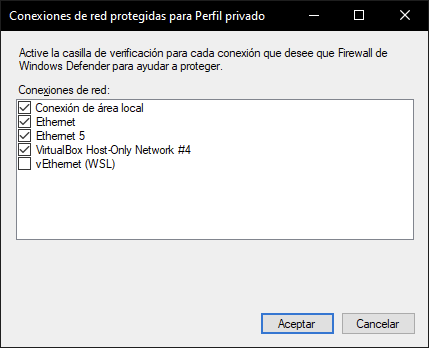 Conexiones de red protegidas para Perfil privado
Active la casilla de verificación para cada conexión que desee que Firewall de
Windows Defender para ayudar a proteger.
Conexiones de red:
Conexión de área local
Ethernet
Ethernet 5
VirtualBox Host-Only Network #4
vEthernet (WSL)
Aceptar
Cancelar